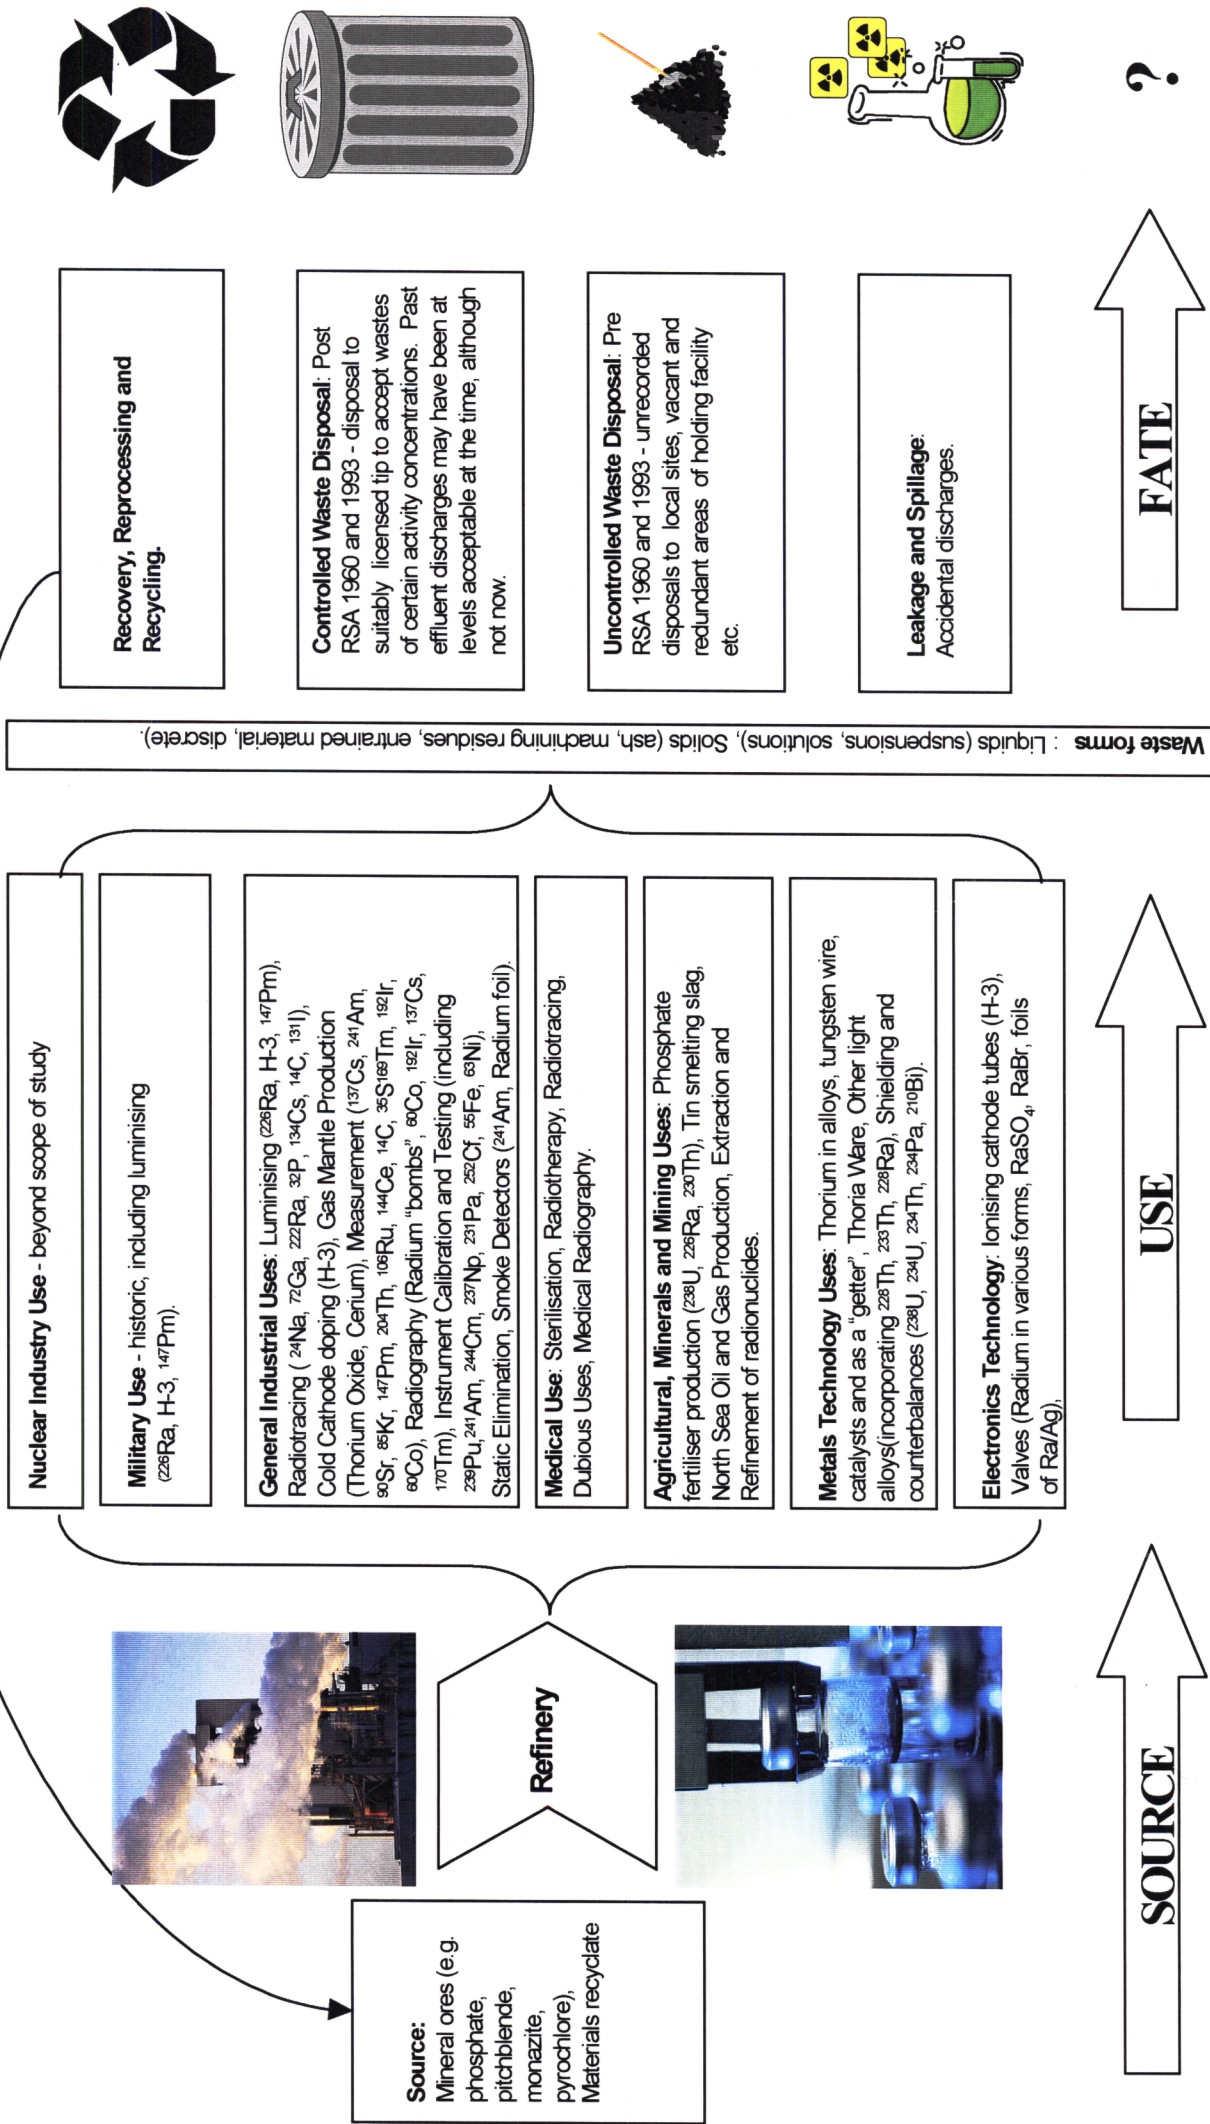 Source:
Mineral ores (e.g.
phosphate,
pitchblende,
monazite,
pyrochlore),
Materials recyclate
Refinery
Nuclear Industry Use - beyond scope of study
Military Use - historic, including luminising
(²²⁶Ra, H-3, ¹⁴⁷Pm).
General Industrial Uses: Luminising (²²⁶Ra, H-3, ¹⁴⁷Pm),
Radiotracing ( ²⁴Na, ⁷²Ga, ²²²Ra, ³²P, ¹³⁴Cs, ¹⁴C, ¹³¹I),
Cold Cathode doping (H-3), Gas Mantle Production
(Thorium Oxide, Cerium), Measurement (¹³⁷Cs, ²⁴¹Am,
⁹⁰Sr, ⁸⁵Kr, ¹⁴⁷Pm, ²⁰⁴Th, ¹⁰⁶Ru, ¹⁴⁴Ce, ¹⁴C, ³⁵S¹⁶⁹Tm, ¹⁹²Ir,
⁶⁰Co), Radiography (Radium "bombs" ⁶⁰Co, ¹⁹²Ir, ¹³⁷Cs,
¹⁷⁰Tm), Instrument Calibration and Testing (including
²³⁹Pu,²⁴¹Am, ²⁴⁴Cm, ²³⁷Np, ²³¹Pa, ²⁵²Cf, ⁵⁵Fe, ⁶³Ni),
Static Elimination, Smoke Detectors (²⁴¹Am, Radium foil).
Medical Use: Sterilisation, Radiotherapy, Radiotracing,
Dubious Uses, Medical Radiography.
Agricultural, Minerals and Mining Uses: Phosphate
fertiliser production (²³⁸U, ²²⁶Ra, ²³⁰Th), Tin smelting slag,
North Sea Oil and Gas Production, Extraction and
Refinement of radionuclides.
Metals Technology Uses: Thorium in alloys, tungsten wire,
catalysts and as a "getter", Thoria Ware, Other light
alloys(incorporating ²²⁸Th, ²³³Th, ²²⁸Ra), Shielding and
counterbalances (²³⁸U, ²³⁴U, ²³⁴Th, ²³⁴Pa, ²¹⁰Bi).
Electronics Technology: Ionising cathode tubes (H-3),
Valves (Radium in various forms, RaSO₄, RaBr, foils
of Ra/Ag),
Waste forms : Liquids (suspensions, solutions), Solids (ash, machining residues, entrained material, discrete).
Recovery, Reprocessing and
Recycling.
Controlled Waste Disposal: Post
RSA 1960 and 1993 - disposal to
suitably licensed tip to accept wastes
of certain activity concentrations. Past
effluent discharges may have been at
levels acceptable at the time, although
not now.
Uncontrolled Waste Disposal: Pre
RSA 1960 and 1993 - unrecorded
disposals to local sites, vacant and
redundant areas of holding facility
etc.
Leakage and Spillage:
Accidental discharges.
?
SOURCE
USE
FATE